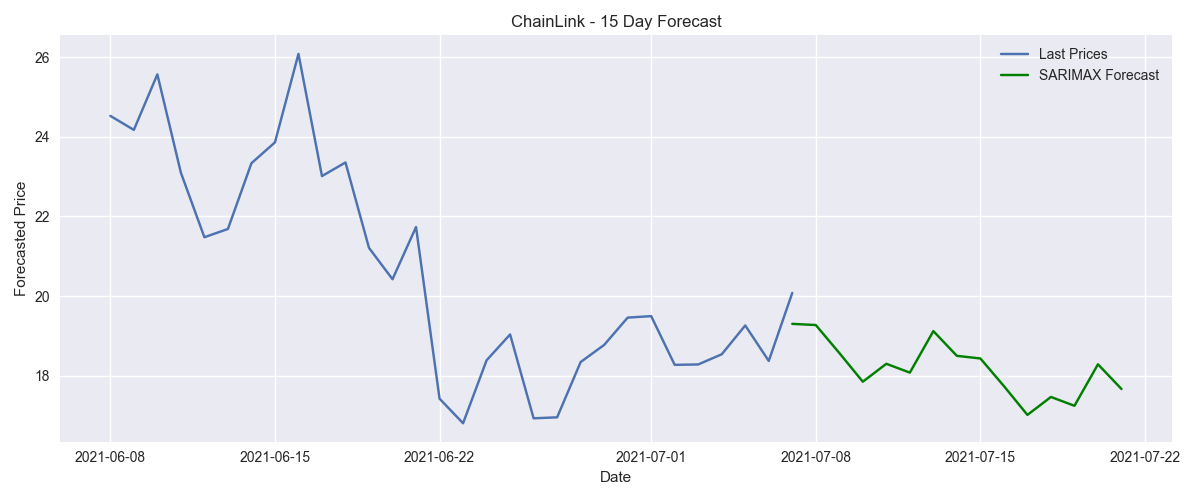 ChainLink - 15 Day Forecast
Last Prices
SARIMAX Forecast
Forecasted Price
26
24
22
20
18
2021-06-08
2021-06-15
2021-06-22
2021-07-01
2021-07-08
2021-07-15
2021-07-22
Date